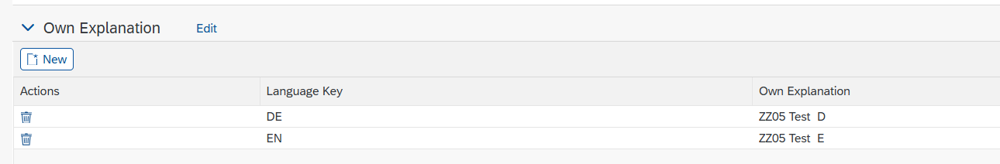 Own Explanation Edit
New
Actions Language Key Own Explanation
DE ZZ05 Test  D
EN ZZ05 Test  E